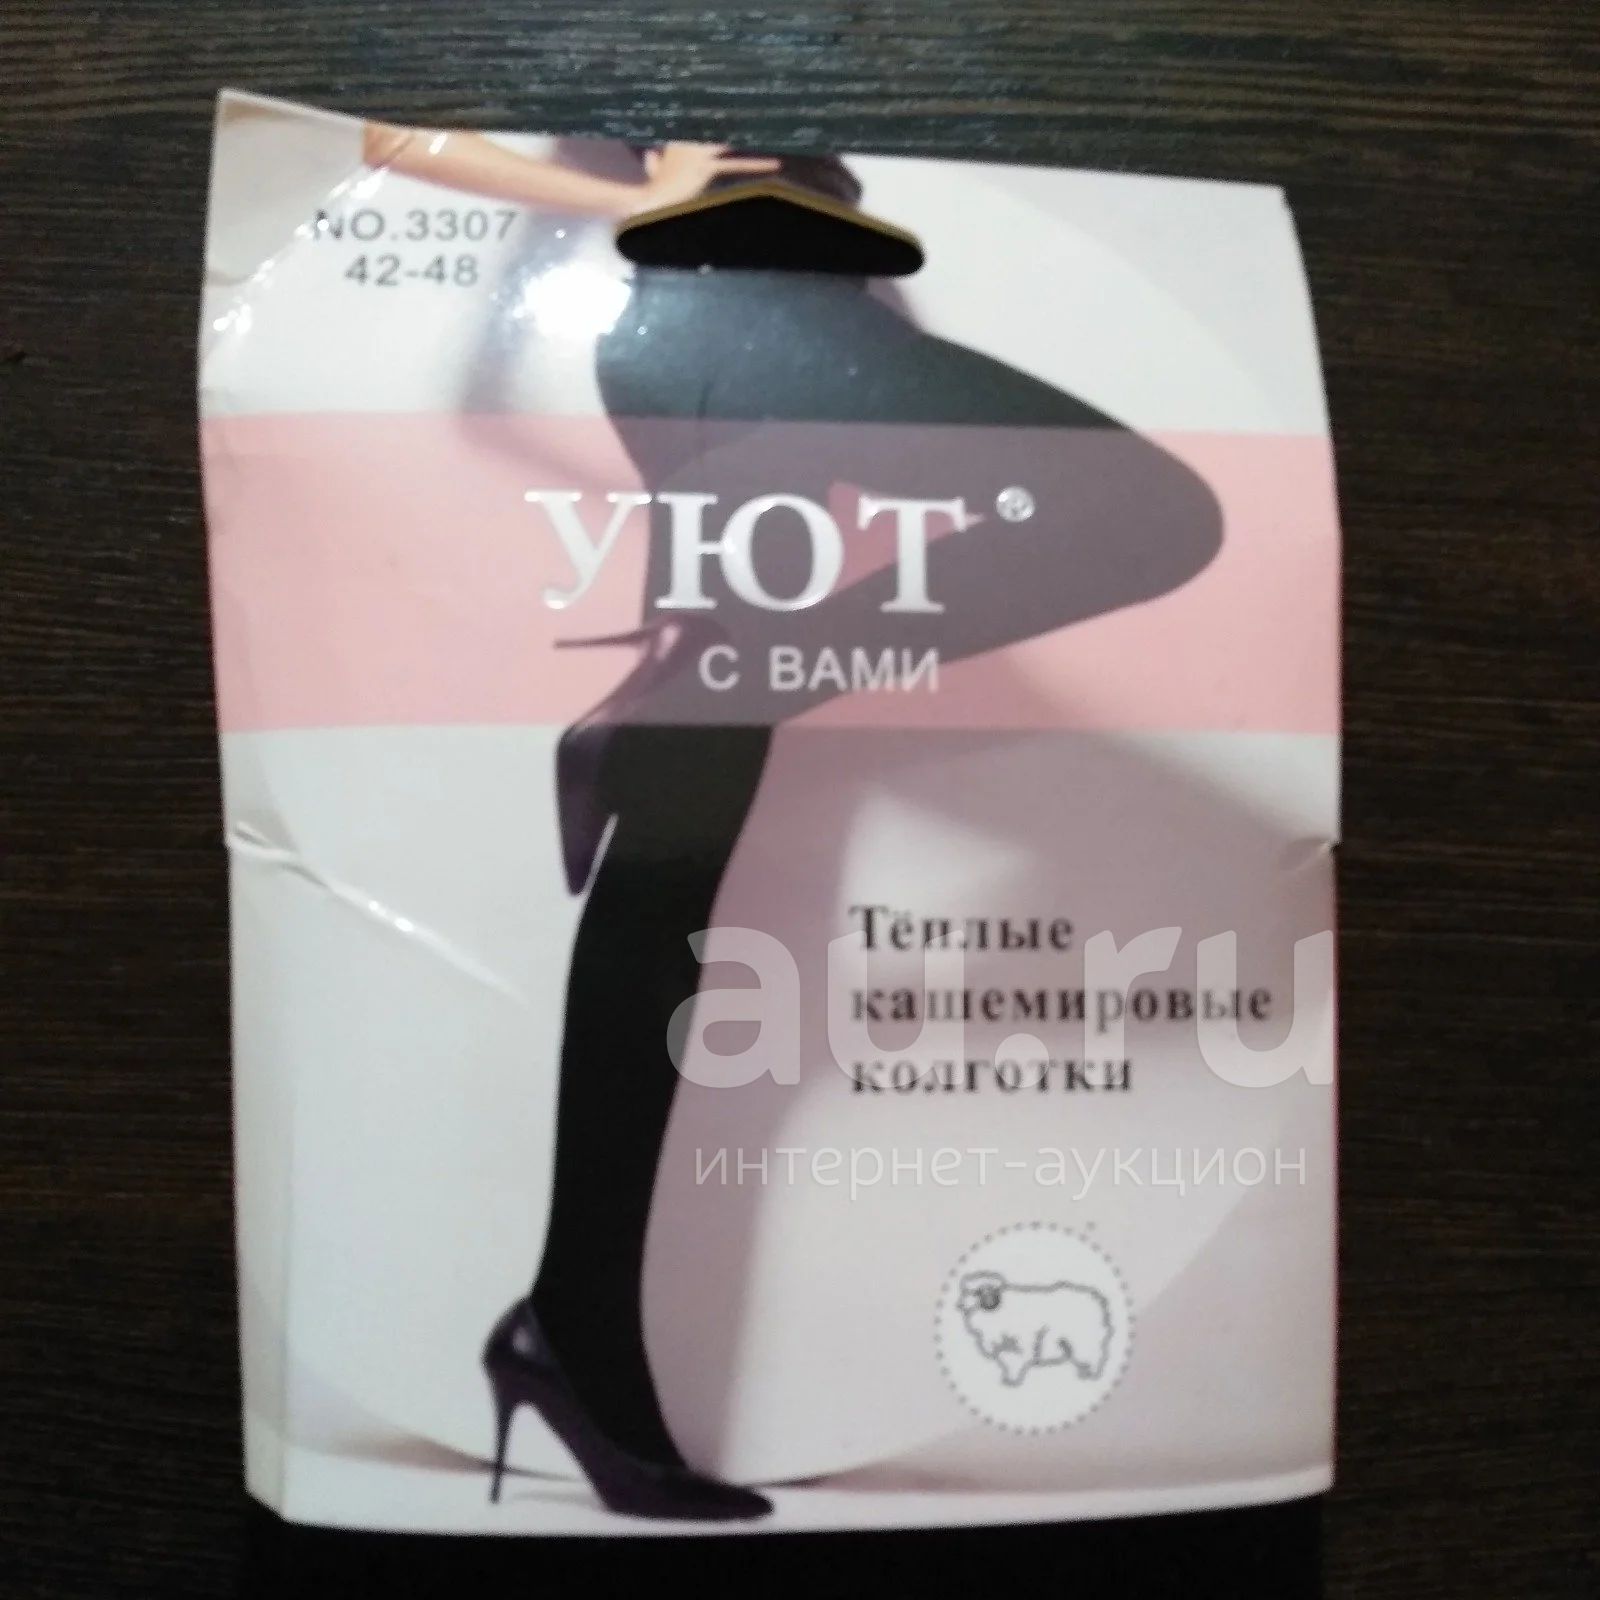 NO.3307
42-48
УЮТ ®
С ВАМИ
Тёплые
кашемировые
колготки
au.ru
интернет-аукцион